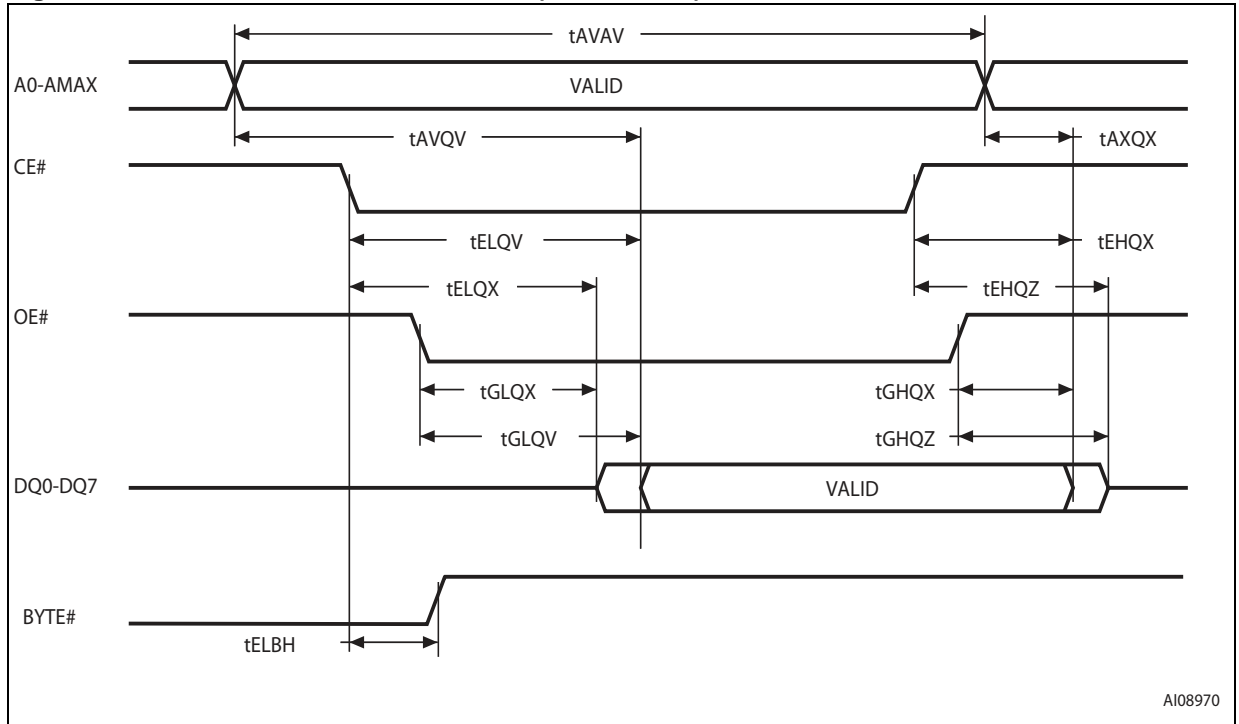 tAVAV
A0-AMAX
VALID
tAVQV
tAXQX
CE#
tELQV
tEHQX
tELQX
tEHQZ
OE#
tGLQX
tGHQX
tGLQV
tGHQZ
DQ0-DQ7
VALID
BYTE#
tELBH
AI08970